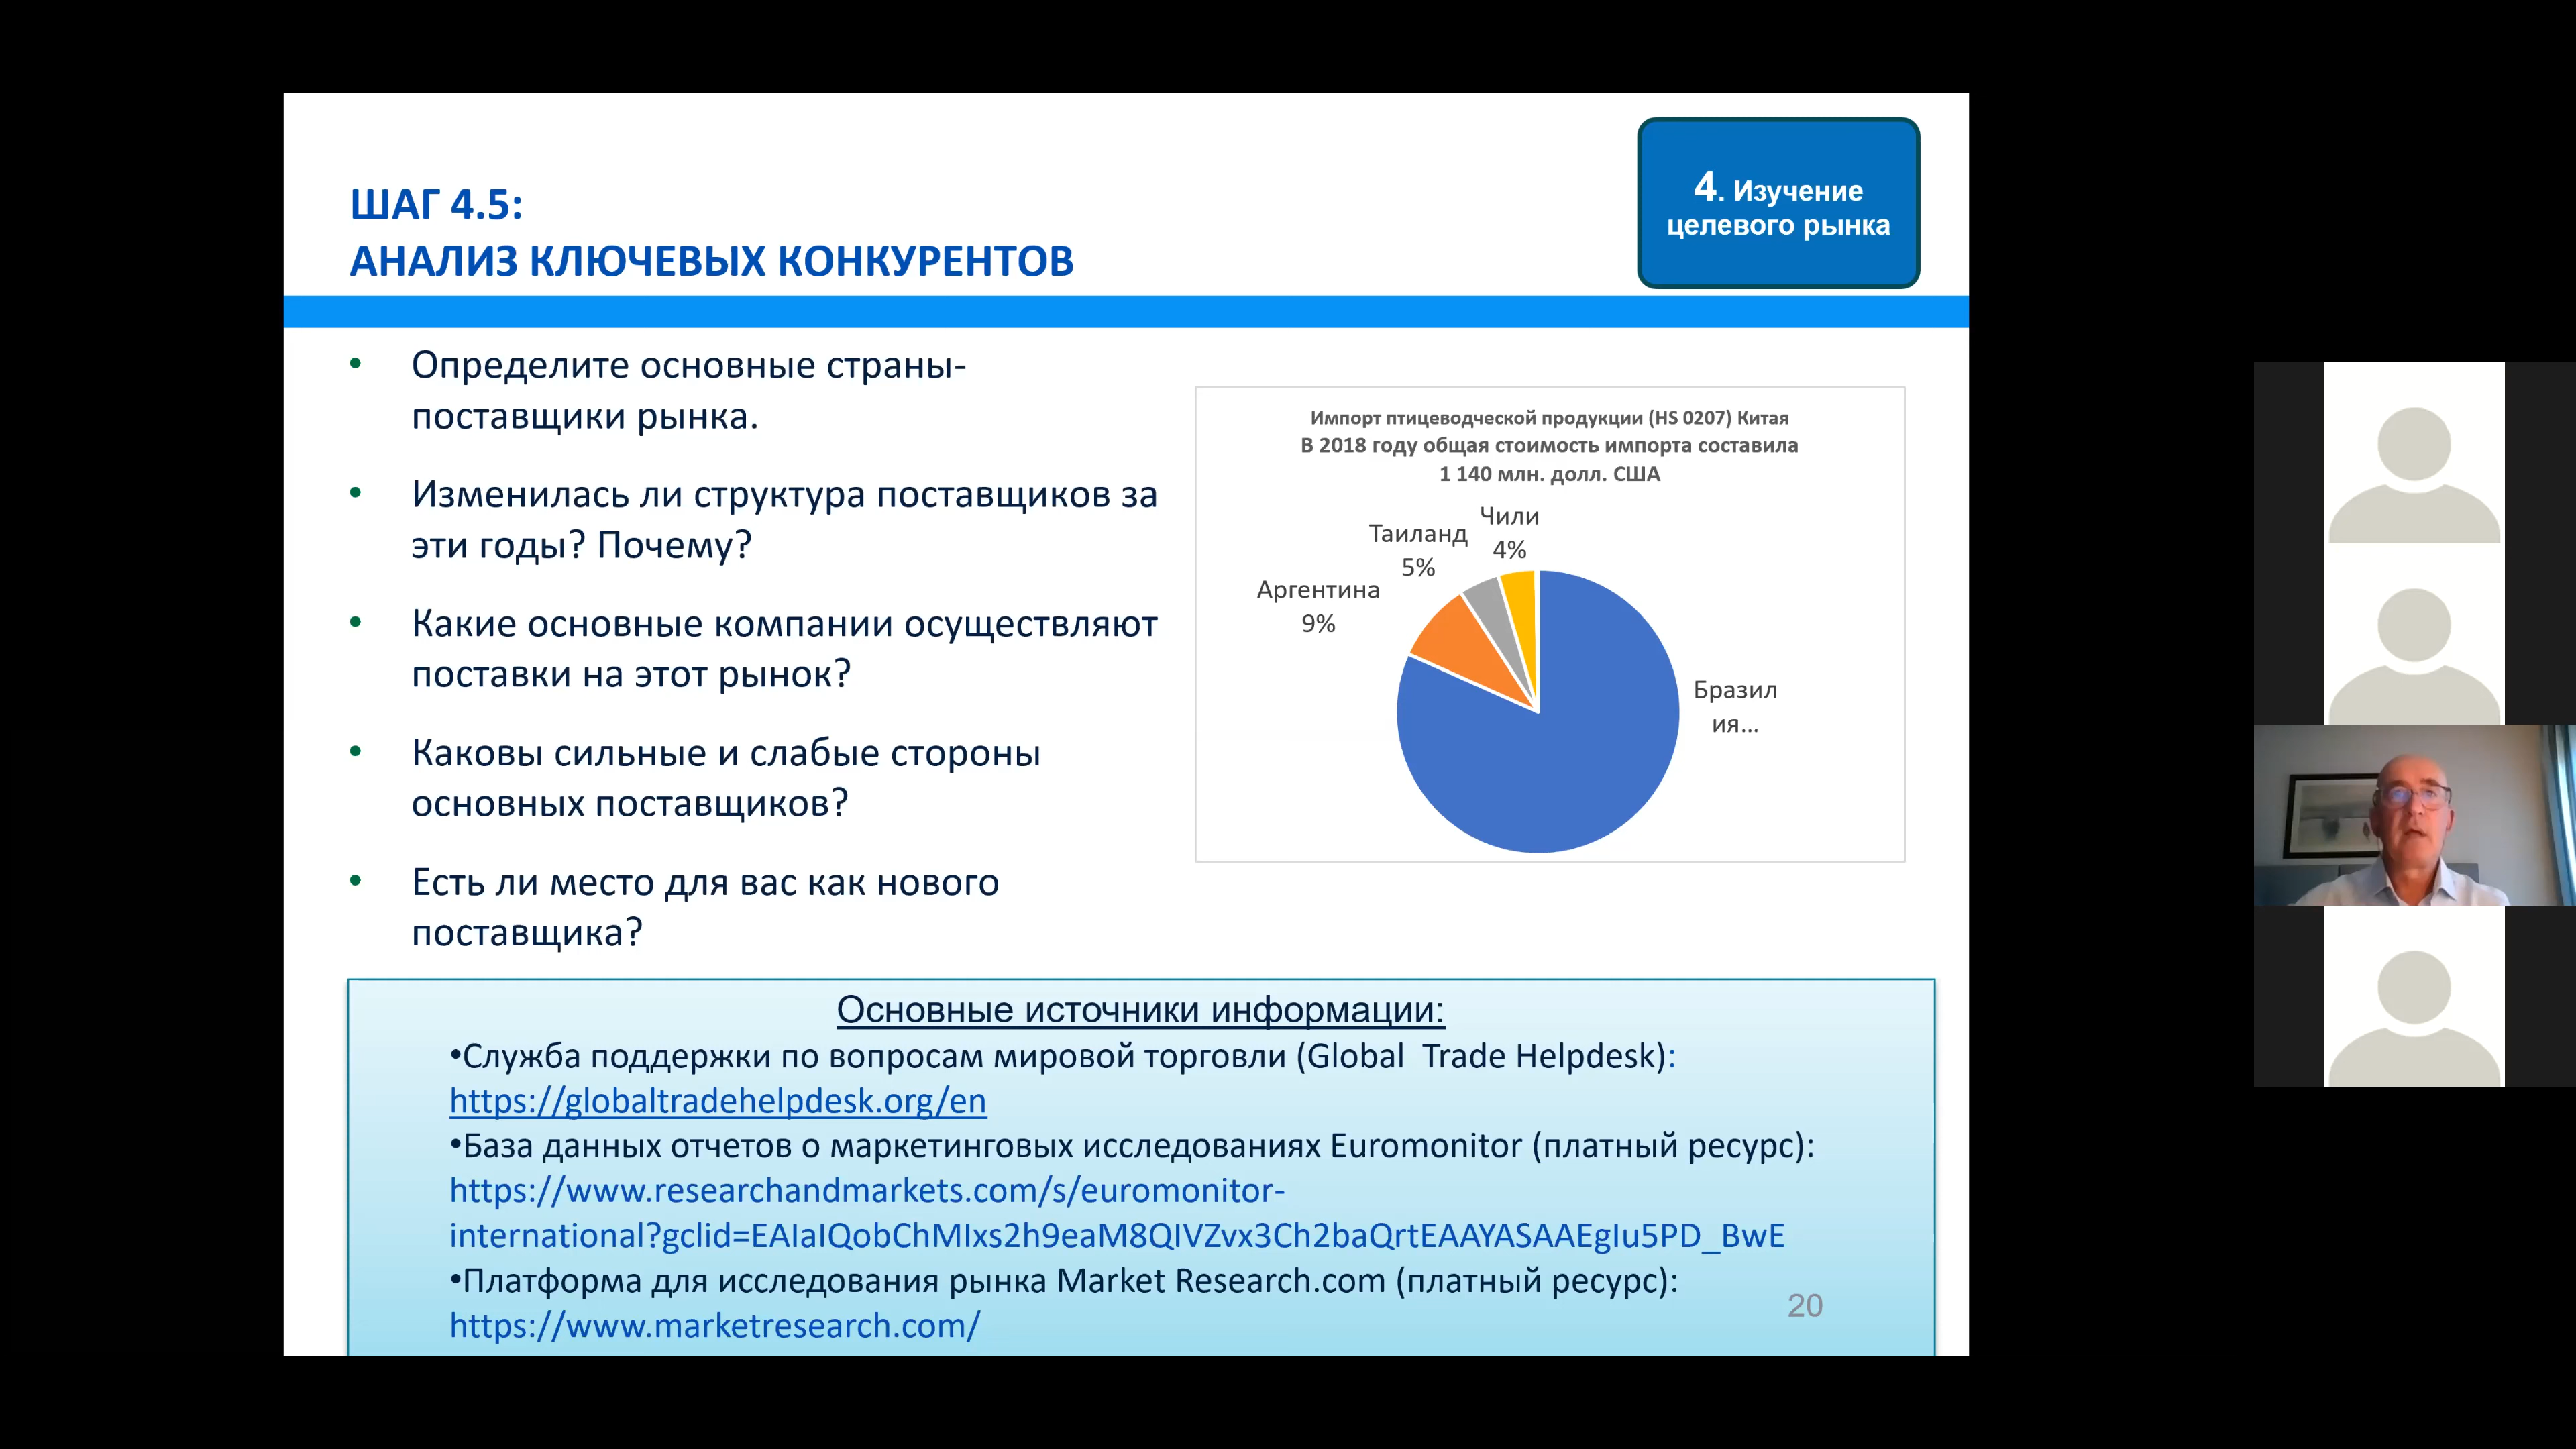 ШАГ 4.5:
АНАЛИЗ КЛЮЧЕВЫХ КОНКУРЕНТОВ
4. Изучение
целевого рынка
• Определите основные страны-
поставщики рынка.
• Изменилась ли структура поставщиков за
эти годы? Почему?
• Какие основные компании осуществляют
поставки на этот рынок?
• Каковы сильные и слабые стороны
основных поставщиков?
• Есть ли место для вас как нового
поставщика?
Импорт птицеводческой продукции (HS 0207) Китая
В 2018 году общая стоимость импорта составила
1 140 млн. долл. США
Чили
4%
Таиланд
5%
Аргентина
9%
Бразил
ия...
Основные источники информации:
•Служба поддержки по вопросам мировой торговли (Global Trade Helpdesk):
https://globaltradehelpdesk.org/en
•База данных отчетов о маркетинговых исследованиях Euromonitor (платный ресурс):
https://www.researchandmarkets.com/s/euromonitor-
international?gclid=EAIaIQobChMIxs2h9eaM8QIVZvx3Ch2baQrtEAAYASAAEgIu5PD_BwE
•Платформа для исследования рынка Market Research.com (платный ресурс):
https://www.marketresearch.com/
20